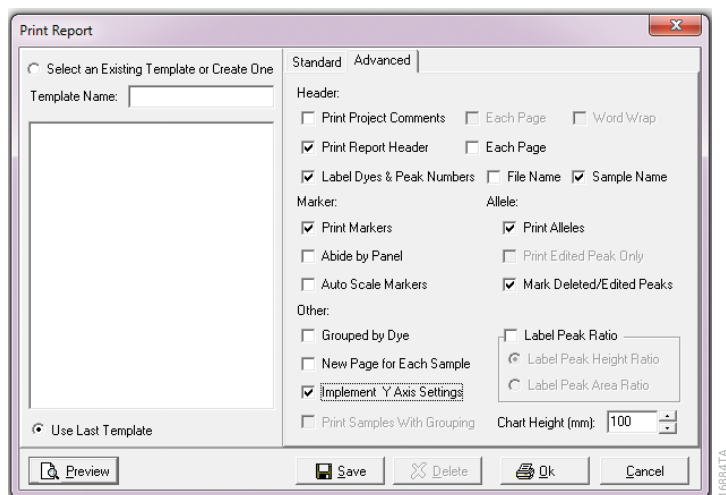 Print Report
Select an Existing Template or Create One
Template Name:
Use Last Template
Standard Advanced
Header:
Print Project Comments Each Page Word Wrap
Print Report Header Each Page
Label Dyes & Peak Numbers File Name Sample Name
Marker: Allele:
Print Markers Print Alleles
Abide by Panel Print Edited Peak Only
Auto Scale Markers Mark Deleted/Edited Peaks
Other:
Grouped by Dye Label Peak Ratio
New Page for Each Sample Label Peak Height Ratio
Implement Y Axis Settings Label Peak Area Ratio
Print Samples With Grouping Chart Height (mm): 100
Preview Save Delete Ok Cancel
16884TA